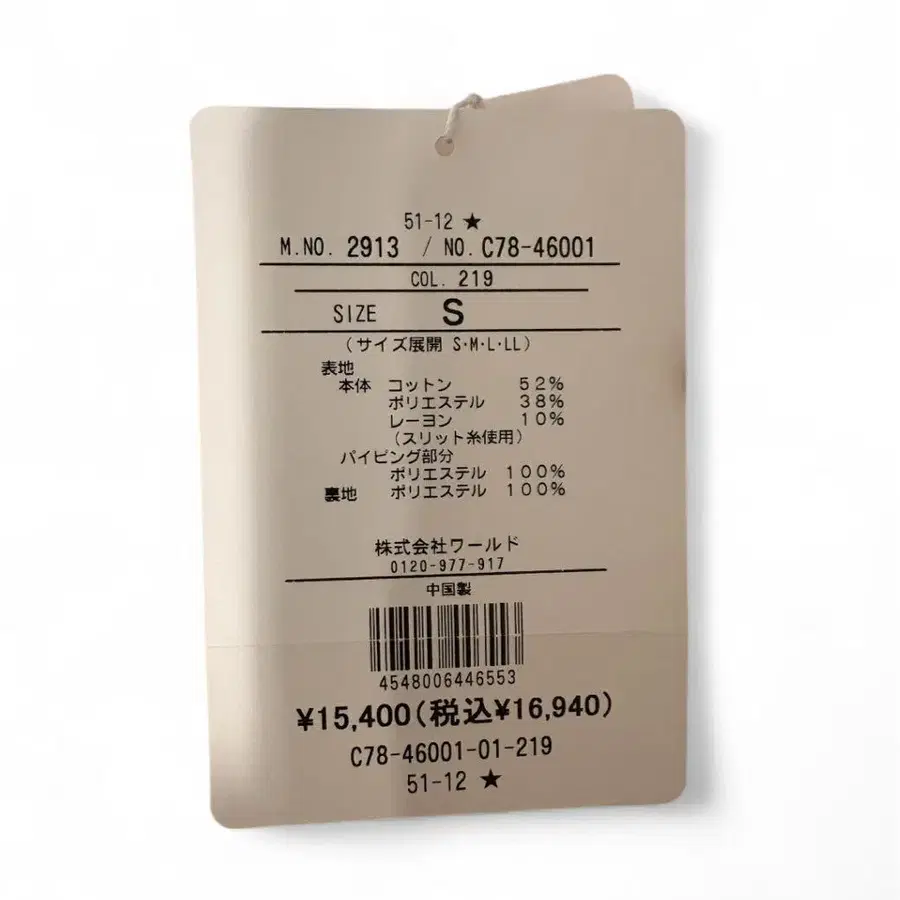 51-12 ★
M.NO. 2913 / NO. C78-46001
COL. 219
SIZE S
(サイズ展開 S・M・L・LL)
表地
本体 コットン 52%
ポリエステル 38%
レーヨン 10%
(スリット糸使用)
パイピング部分
ポリエステル 100%
裏地 ポリエステル 100%
株式会社ワールド
0120-977-917
中国製
4548006446553
¥15,400(税込¥16,940)
C78-46001-01-219
51-12 ★